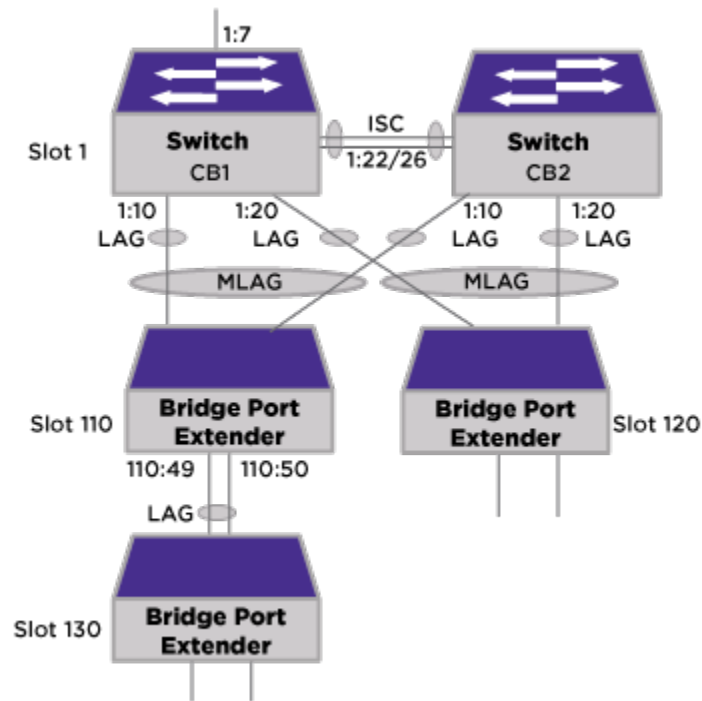 1:7
Slot 1
Switch
CB1
ISC
1:22/26
Switch
CB2
1:10
1:20
1:10
1:20
LAG
LAG
LAG
LAG
MLAG
MLAG
Slot 110
Bridge Port
Extender
Bridge Port
Extender
Slot 120
110:49
110:50
LAG
Slot 130
Bridge Port
Extender